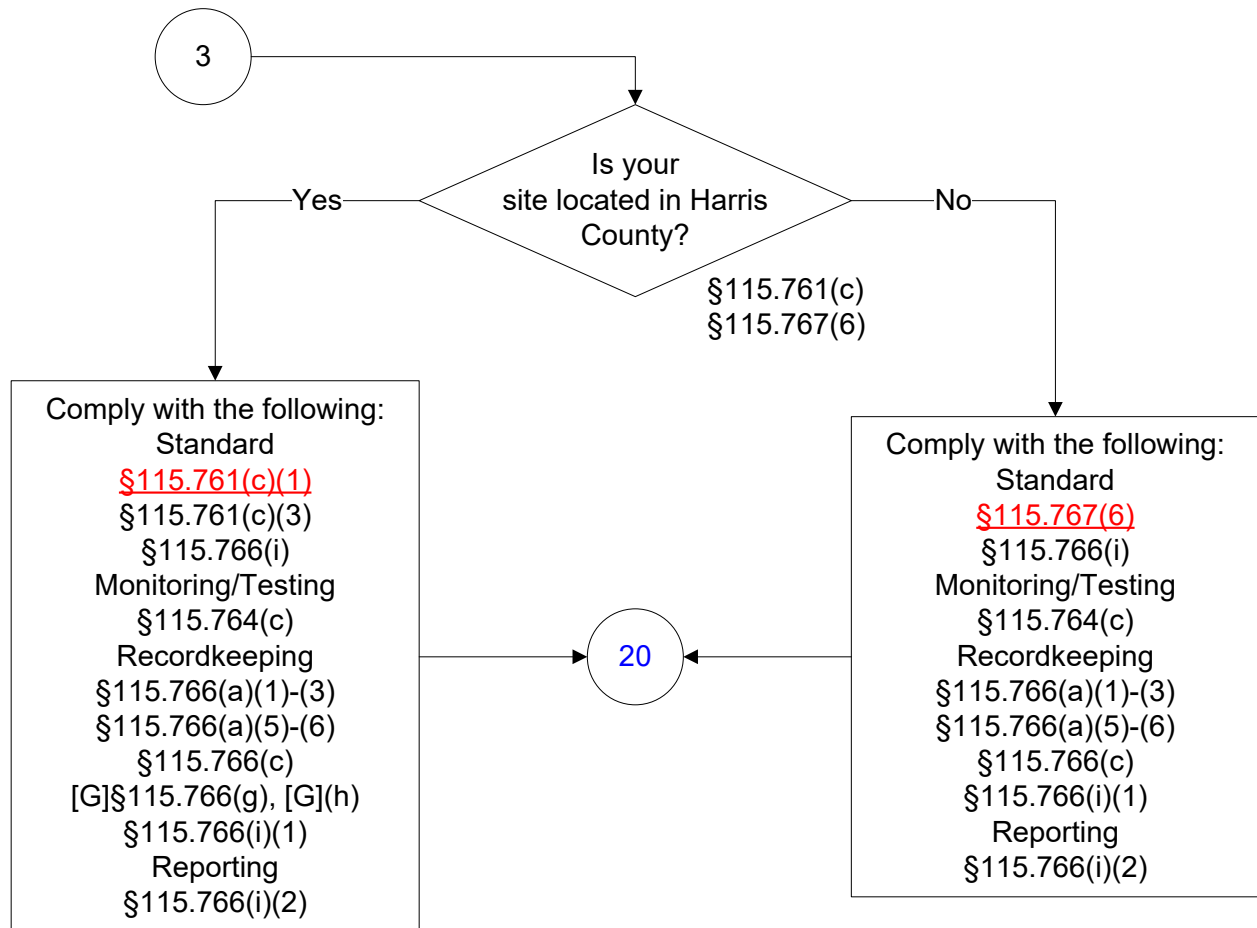 3
Is your
site located in Harris
County?
Yes
No
§115.761(c)
§115.767(6)
Comply with the following:
Standard
§115.761(c)(1)
§115.761(c)(3)
§115.766(i)
Monitoring/Testing
§115.764(c)
Recordkeeping
§115.766(a)(1)-(3)
§115.766(a)(5)-(6)
§115.766(c)
[G]§115.766(g), [G](h)
§115.766(i)(1)
Reporting
§115.766(i)(2)
20
Comply with the following:
Standard
§115.767(6)
§115.766(i)
Monitoring/Testing
§115.764(c)
Recordkeeping
§115.766(a)(1)-(3)
§115.766(a)(5)-(6)
§115.766(c)
§115.766(i)(1)
Reporting
§115.766(i)(2)